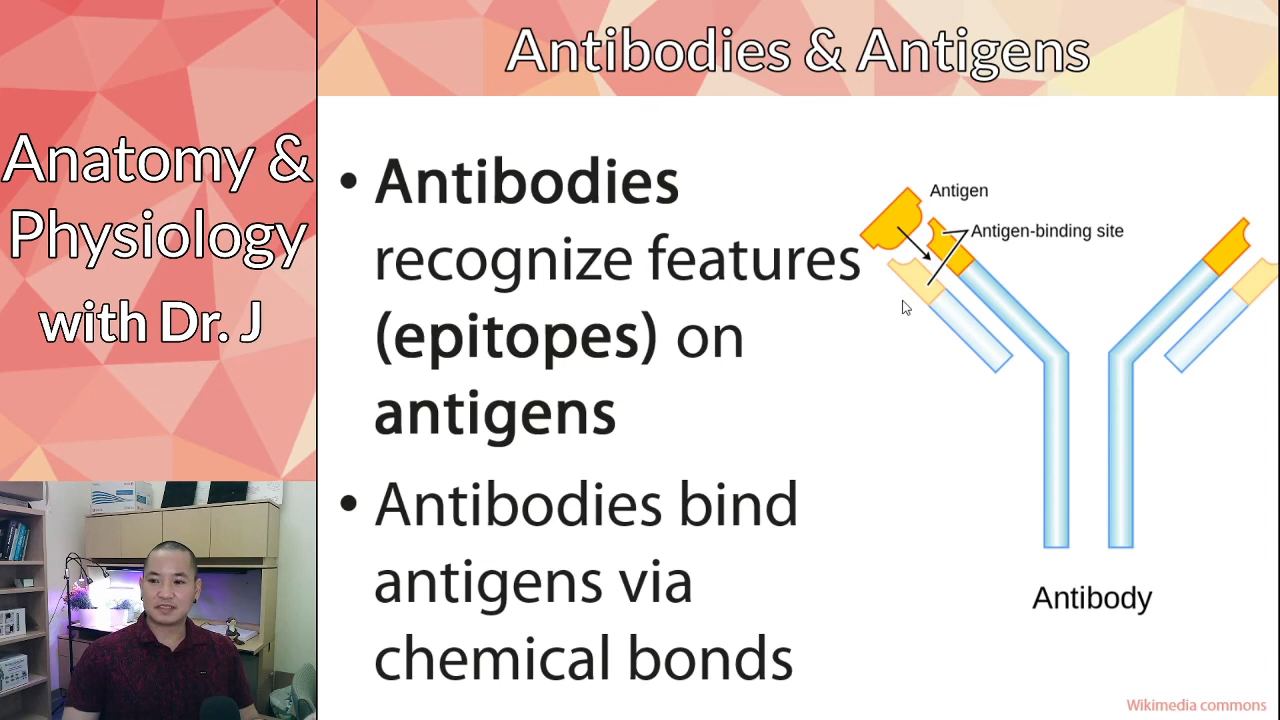 Anatomy &
Physiology
with Dr. J
Antibodies & Antigens
• Antibodies
recognize features
(epitopes) on
antigens
• Antibodies bind
antigens via
chemical bonds
Antigen
Antigen-binding site
Antibody
Wikimedia commons